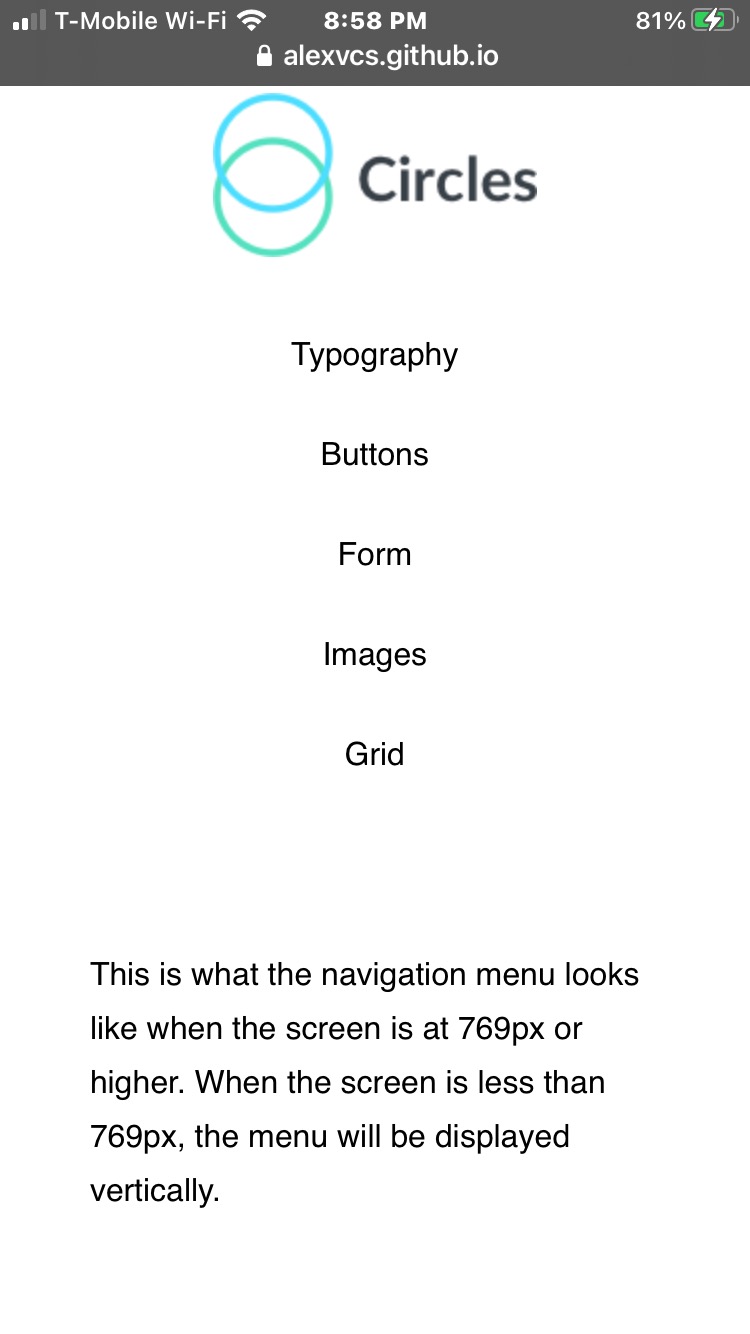 T-Mobile Wi-Fi 8:58 PM 81%
alexvcs.github.io
Circles
Typography
Buttons
Form
Images
Grid
This is what the navigation menu looks
like when the screen is at 769px or
higher. When the screen is less than
769px, the menu will be displayed
vertically.